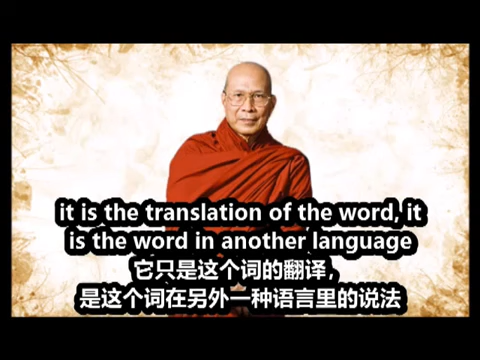 it is the translation of the word, it
is the word in another language
它只是这个词的翻译，
是这个词在另外一种语言里的说法